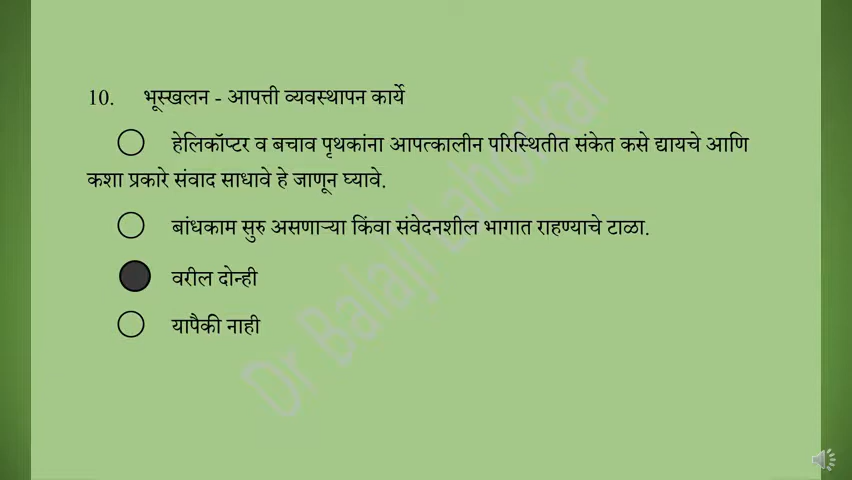 10. भूस्खलन - आपत्ती व्यवस्थापन कार्ये
हेलिकॉप्टर व बचाव पृथकांना आपत्कालीन परिस्थितीत संकेत कसे द्यायचे आणि
कशा प्रकारे संवाद साधावे हे जाणून घ्यावे.
बांधकाम सुरु असणाऱ्या किंवा संवेदनशील भागात राहण्याचे टाळा.
वरील दोन्ही
यापैकी नाही
Dr Balaji Lahorkar